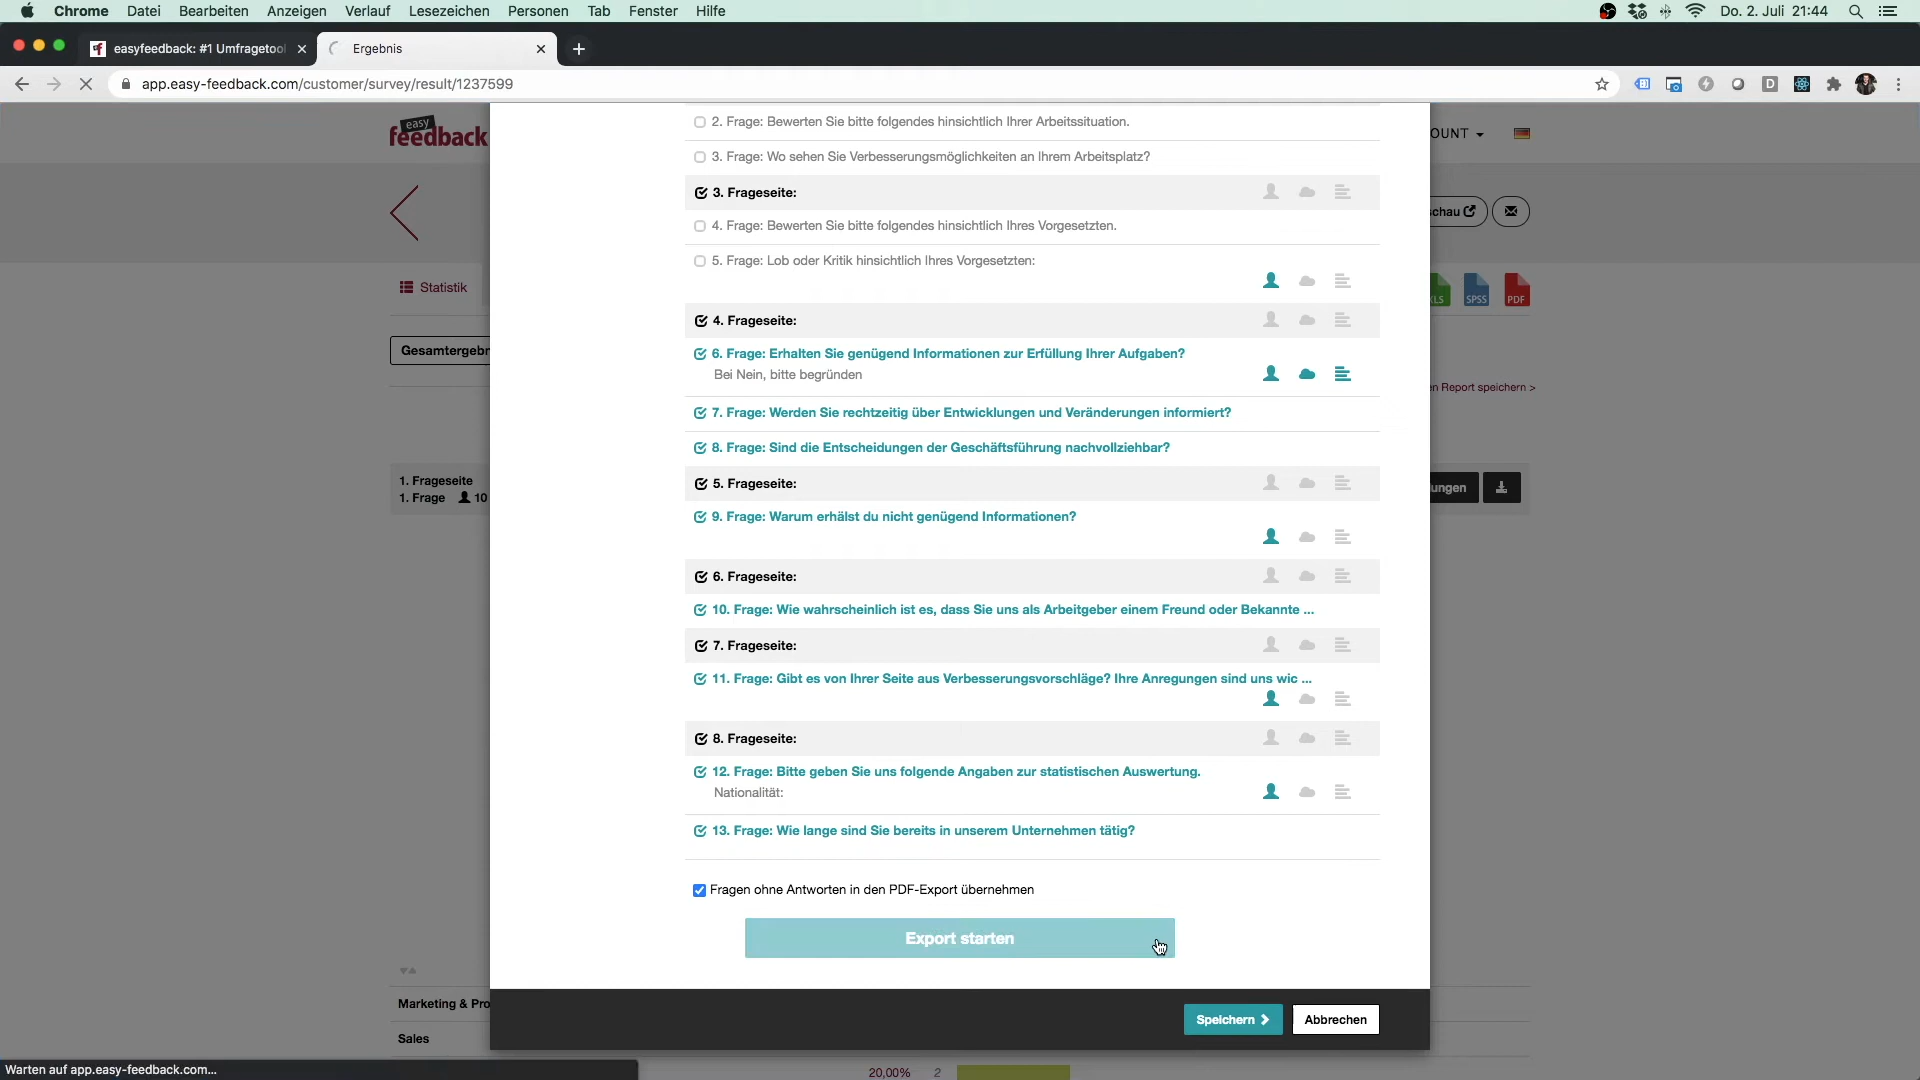 Chrome Datei Bearbeiten Anzeigen Verlauf Lesezeichen Personen Tab Fenster Hilfe Do. 2. Juli 21:44
easyfeedback: #1 Umfragetool
Ergebnis
app.easy-feedback.com/customer/survey/result/1237599
easy
feedback
OUNT
2. Frage: Bewerten Sie bitte folgendes hinsichtlich Ihrer Arbeitssituation.
3. Frage: Wo sehen Sie Verbesserungsmöglichkeiten an Ihrem Arbeitsplatz?
3. Frageseite:
schau
4. Frage: Bewerten Sie bitte folgendes hinsichtlich Ihres Vorgesetzten.
5. Frage: Lob oder Kritik hinsichtlich Ihres Vorgesetzten:
Statistik
XLS SPSS PDF
4. Frageseite:
Gesamtergebn
6. Frage: Erhalten Sie genügend Informationen zur Erfüllung Ihrer Aufgaben?
Bei Nein, bitte begründen
en Report speichern >
7. Frage: Werden Sie rechtzeitig über Entwicklungen und Veränderungen informiert?
8. Frage: Sind die Entscheidungen der Geschäftsführung nachvollziehbar?
1. Frageseite
1. Frage 10
5. Frageseite:
ungen
9. Frage: Warum erhälst du nicht genügend Informationen?
6. Frageseite:
10. Frage: Wie wahrscheinlich ist es, dass Sie uns als Arbeitgeber einem Freund oder Bekannte ...
7. Frageseite:
11. Frage: Gibt es von Ihrer Seite aus Verbesserungsvorschläge? Ihre Anregungen sind uns wic ...
8. Frageseite:
12. Frage: Bitte geben Sie uns folgende Angaben zur statistischen Auswertung.
Nationalität:
13. Frage: Wie lange sind Sie bereits in unserem Unternehmen tätig?
Fragen ohne Antworten in den PDF-Export übernehmen
Export starten
Marketing & Pro
Sales
Speichern
Abbrechen
Warten auf app.easy-feedback.com...
20,00% 2